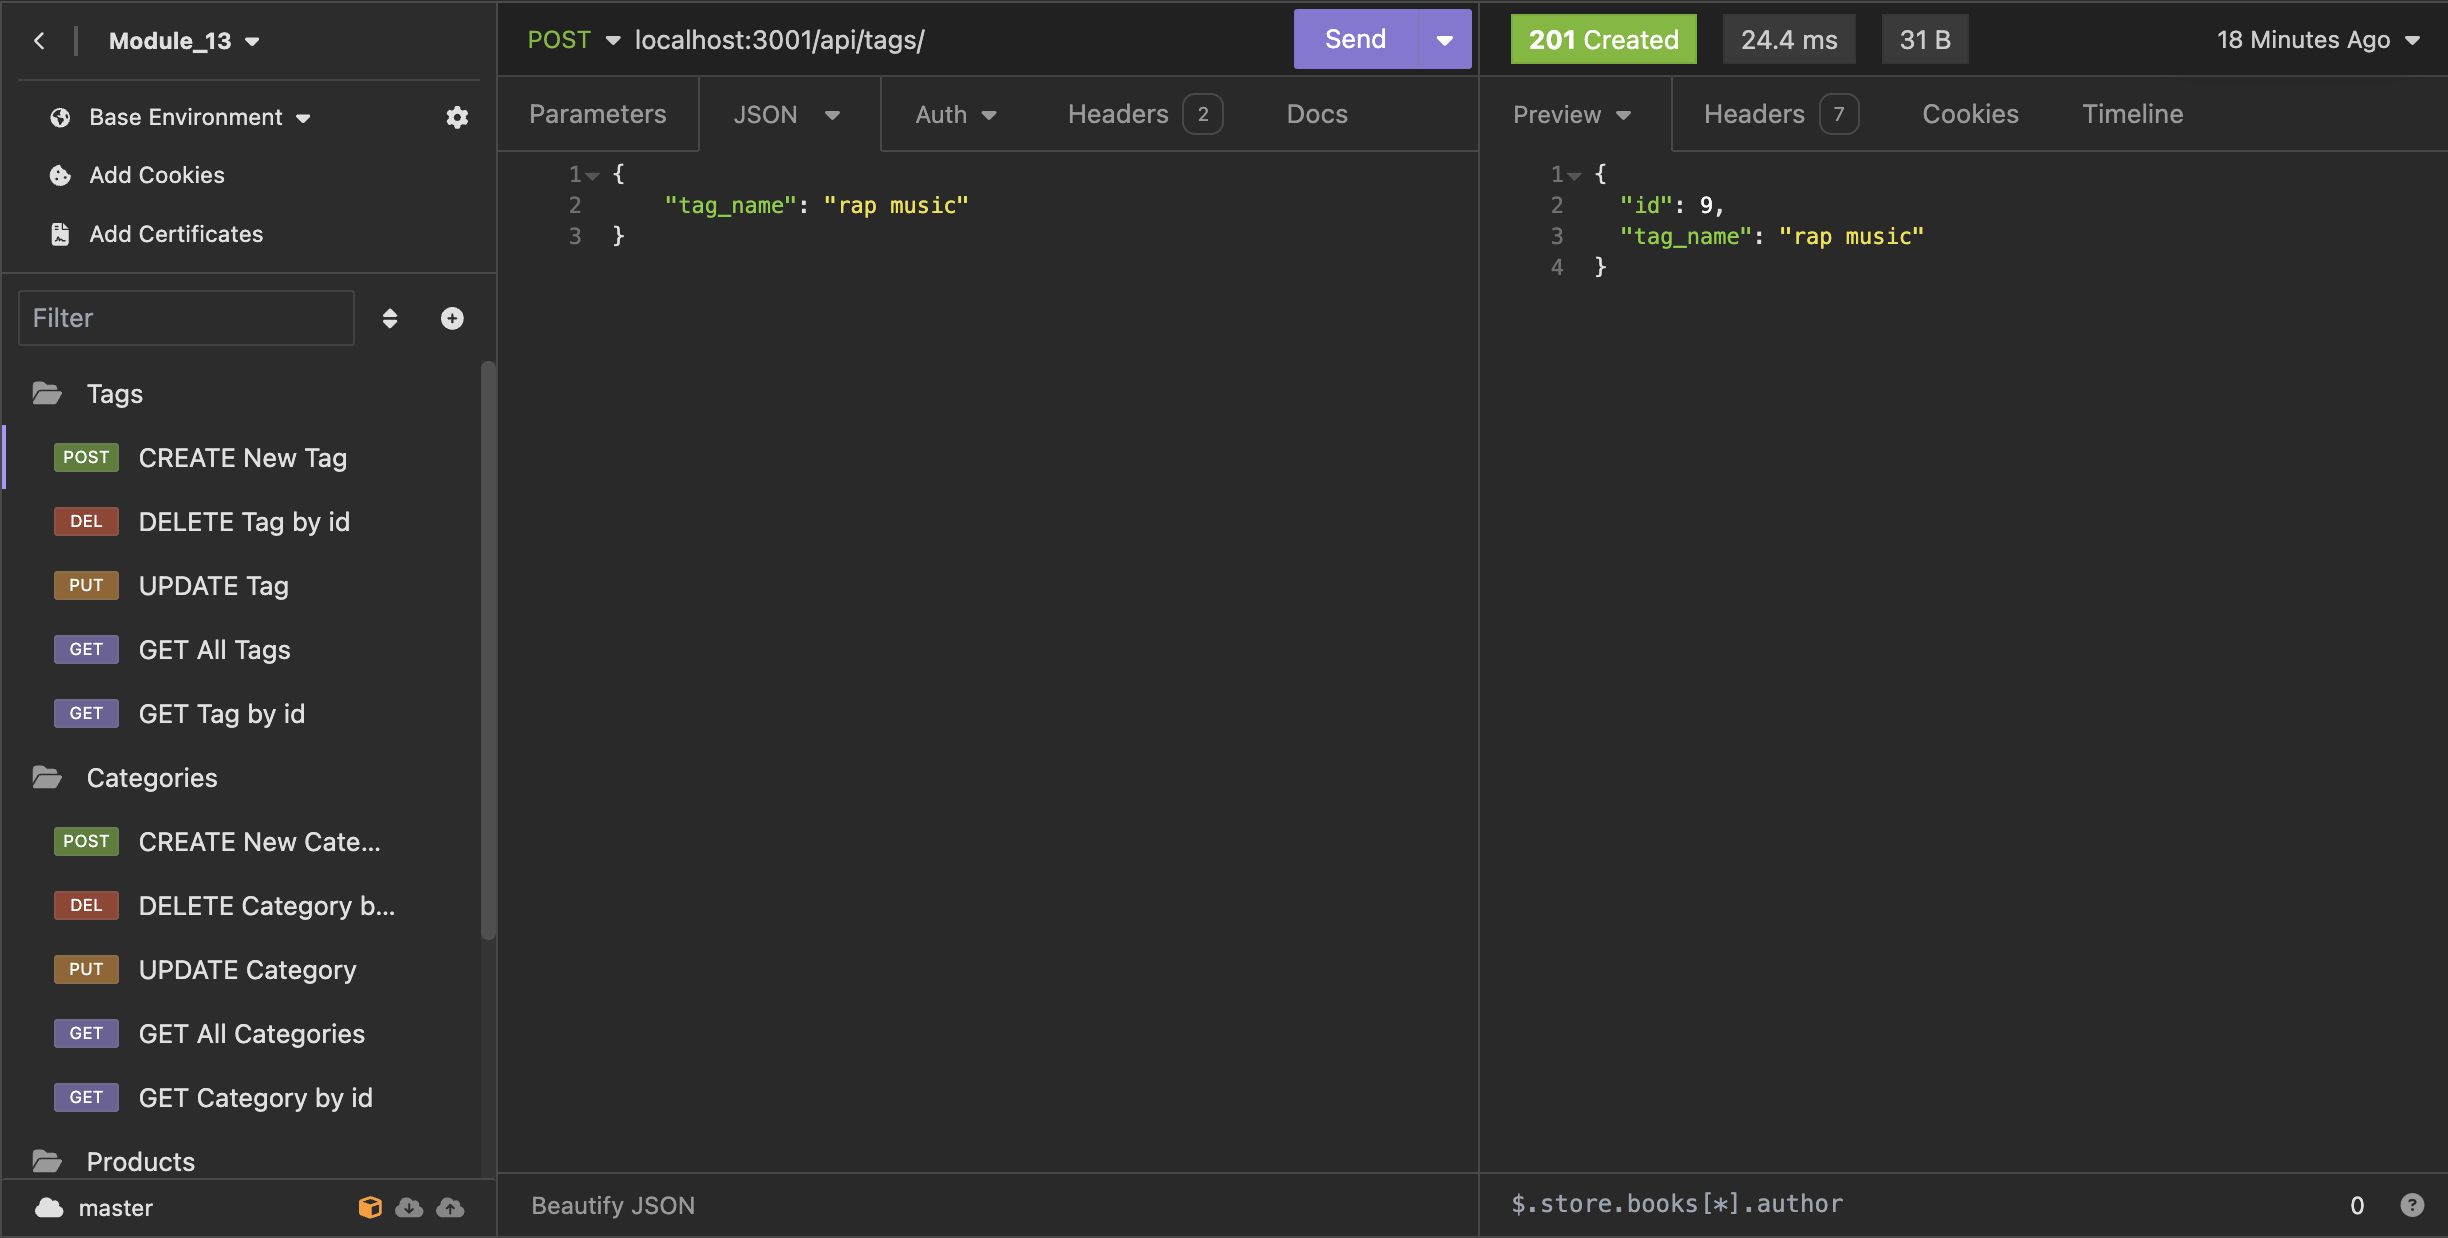 Module_13
Base Environment
Add Cookies
Add Certificates
Filter
Tags
POST CREATE New Tag
DEL DELETE Tag by id
PUT UPDATE Tag
GET GET All Tags
GET GET Tag by id
Categories
POST CREATE New Cate...
DEL DELETE Category b...
PUT UPDATE Category
GET GET All Categories
GET GET Category by id
Products
master
POST localhost:3001/api/tags/ Send
Parameters JSON Auth Headers 2 Docs
1 {
2 "tag_name": "rap music"
3 }
Beautify JSON
201 Created 24.4 ms 31 B 18 Minutes Ago
Preview Headers 7 Cookies Timeline
1 {
2 "id": 9,
3 "tag_name": "rap music"
4 }
$.store.books[*].author 0 ?